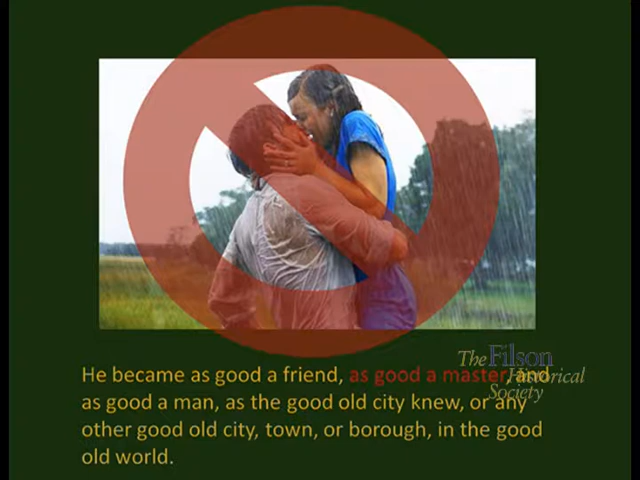 He became as good a friend, as good a master, and
as good a man, as the good old city knew, or any
other good old city, town, or borough, in the good
old world.
The Filson
Historical
Society